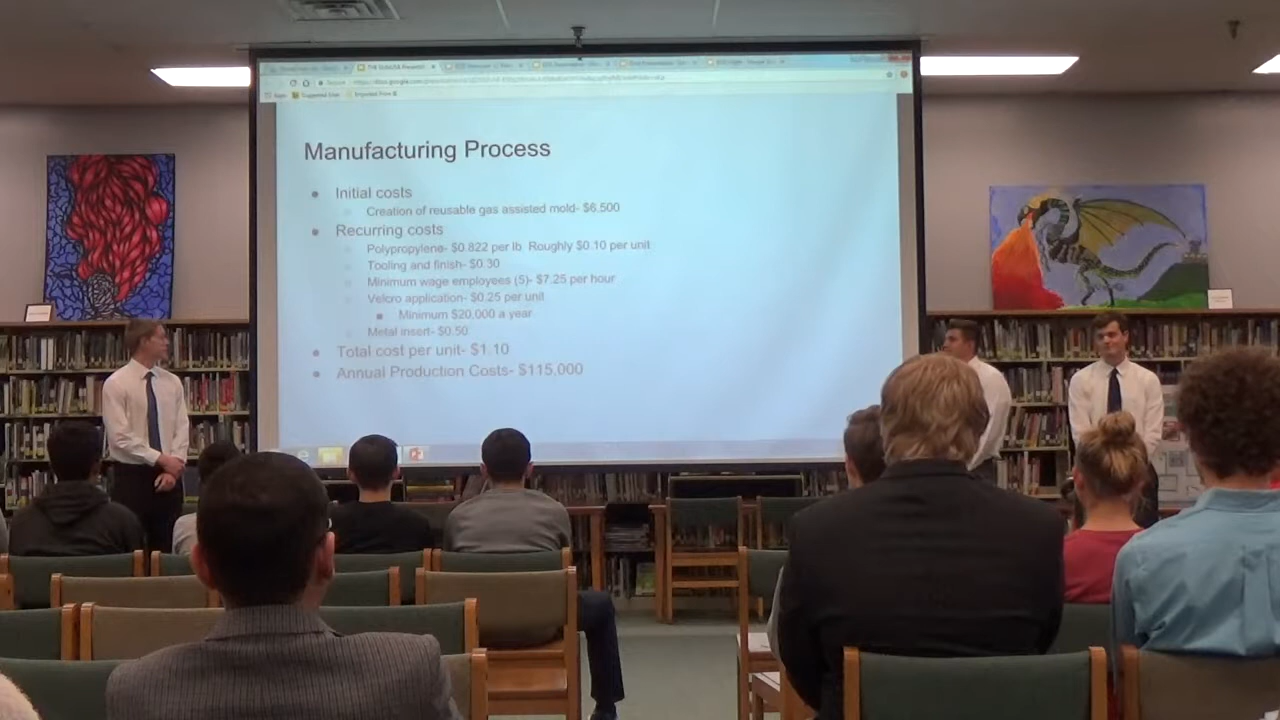 Manufacturing Process
● Initial costs
○ Creation of reusable gas assisted mold- $6,500
● Recurring costs
○ Polypropylene- $0.822 per lb Roughly $0.10 per unit
○ Tooling and finish- $0.30
○ Minimum wage employees (5)- $7.25 per hour
○ Velcro application- $0.25 per unit
■ Minimum $20,000 a year
○ Metal insert- $0.50
● Total cost per unit- $1.10
● Annual Production Costs- $115,000